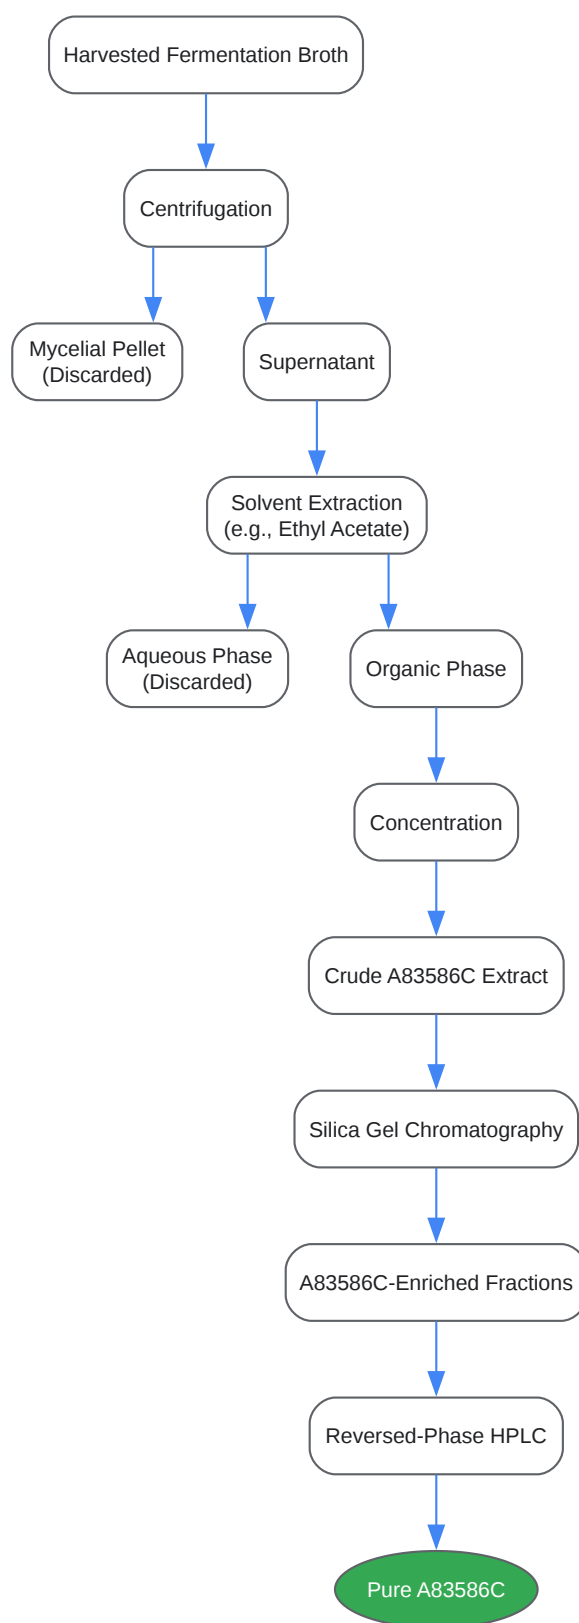 Harvested Fermentation Broth
Centrifugation
Mycelial Pellet
(Discarded)
Supernatant
Solvent Extraction
(e.g., Ethyl Acetate)
Aqueous Phase
(Discarded)
Organic Phase
Concentration
Crude A83586C Extract
Silica Gel Chromatography
A83586C-Enriched Fractions
Reversed-Phase HPLC
Pure A83586C